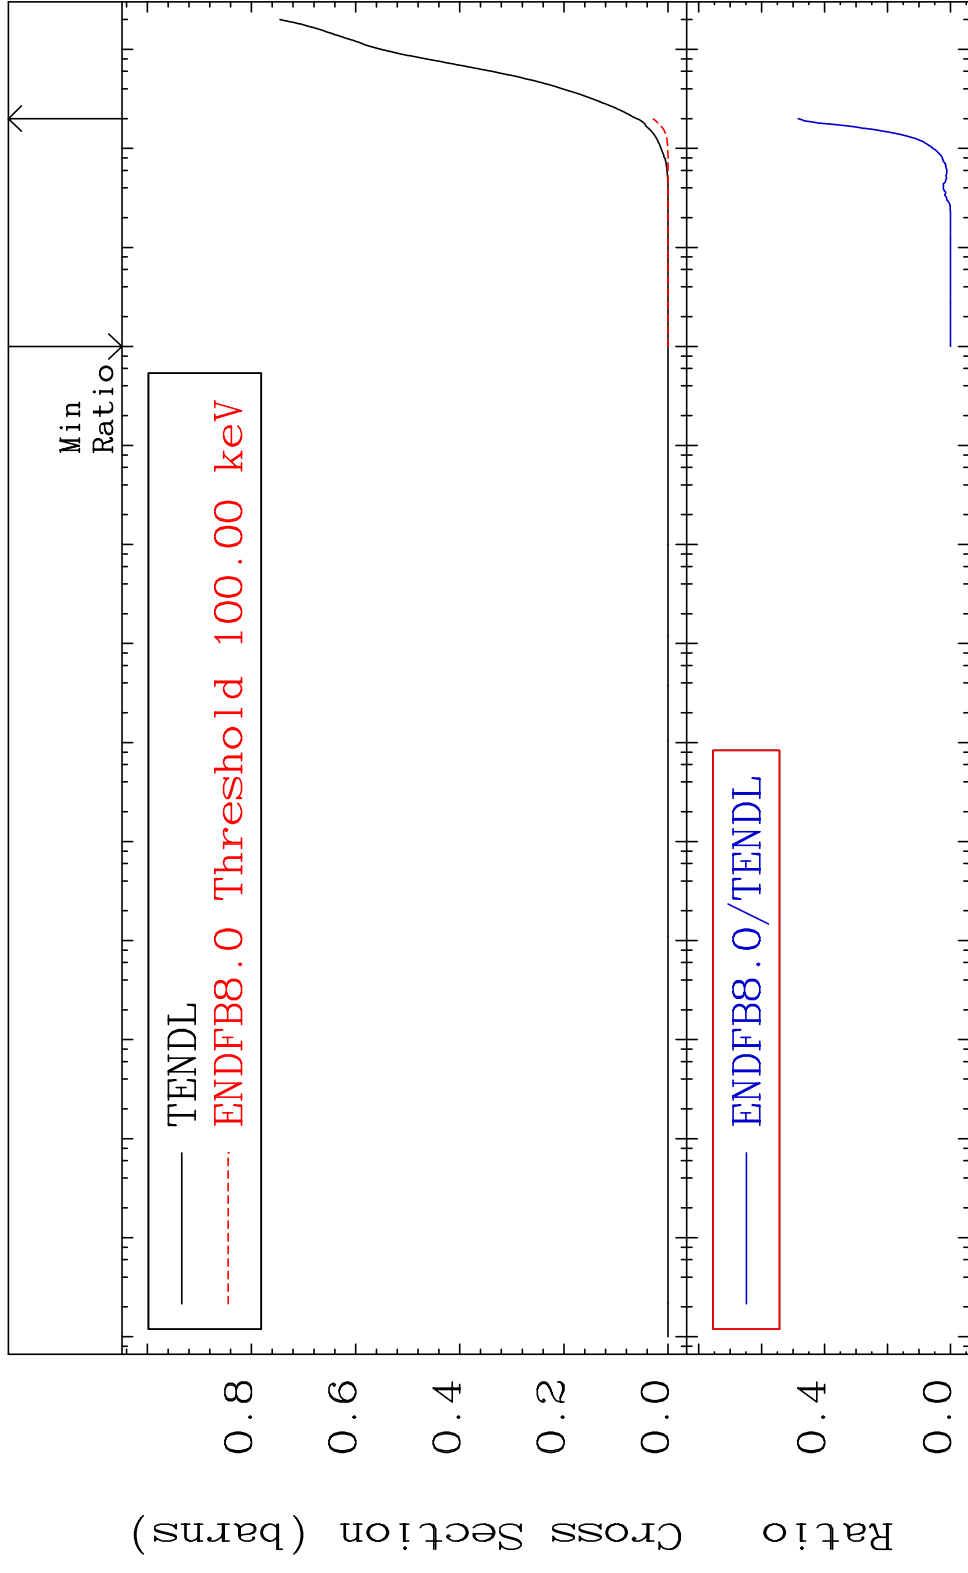 Min
Ratio
TENDL
ENDFB8.0 Threshold 100.00 keV
0.8
0.6
0.4
0.2
0.0
Cross Section (barns)
ENDFB8.0/TENDL
0.4
0.0
Ratio